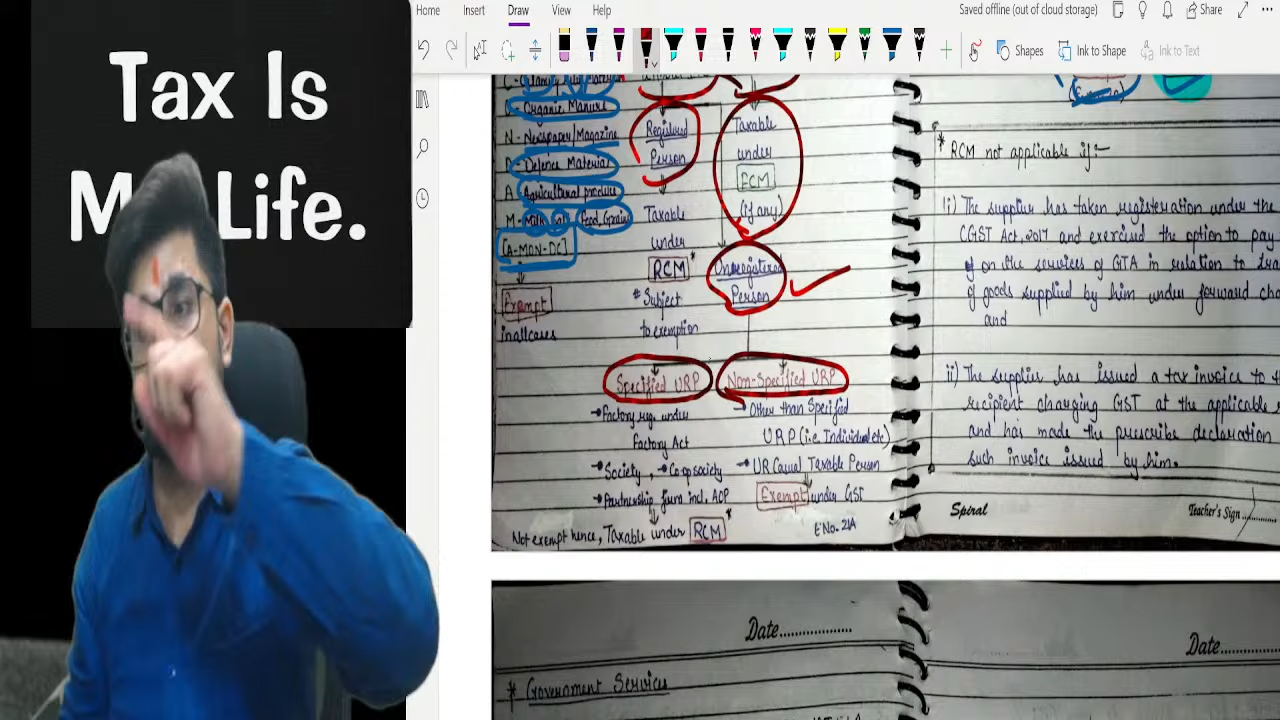 Home Insert Draw View Help
Saved offline (out of cloud storage)
Share
Shapes
Ink to Shape
Ink to Text
Tax Is
My Life.
O - Organic Manure
N - Newspaper/Magazine
D - Defence Material
A - Agricultural produce
M - Milk, Salt, Food Grains
[A-MON-DC]
Exempt
in all cases
Registered
Person
Taxable
under
RCM *
* Subject
to exemption
Taxable
under
FCM
(if any)
Unregistered
Person
Specified URP
→ Factory reg. under
Factory Act
→ Society, → Co op society
→ Partnership firm incl. AOP
Not exempt hence, Taxable under RCM *
Non-Specified URP
→ Other than Specified
URP (i.e. Individual etc)
→ UR Casual Taxable Person
Exempt under GST
E No. 21A
* RCM not applicable if:-
(i) The supplier has taken registration under the
CGST Act, 2017 and exercised the option to pay
on the services of GTA in relation to
of goods supplied by him under forward
and
ii) The supplier has issued a tax invoice to
recipient charging GST at the applicable
and has made the prescribe declaration
such invoice issued by him.
Spiral
Teacher's Sign
Date
Date
* Government Services